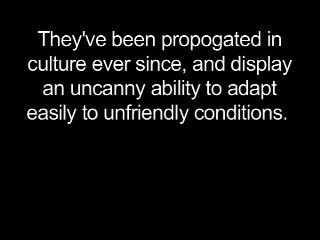 They've been propogated in
culture ever since, and display
an uncanny ability to adapt
easily to unfriendly conditions.